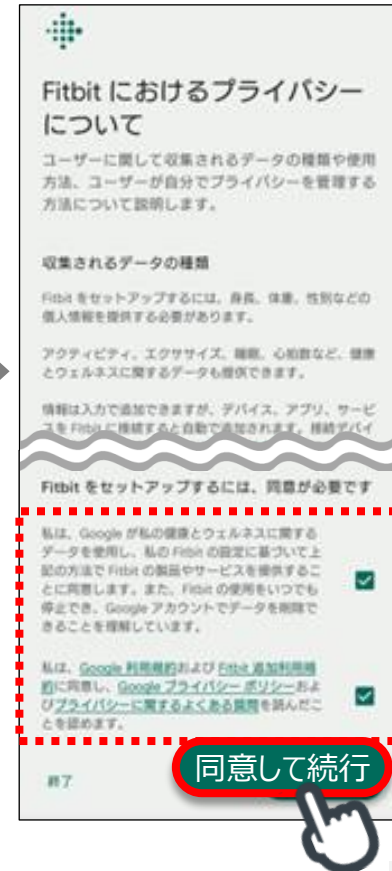 Fitbit におけるプライバシー
について
ユーザーに関して収集されるデータの種類や使用
方法、ユーザーが自分でプライバシーを管理する
方法について説明します。
収集されるデータの種類
Fitbit をセットアップするには、身長、体重、性別などの
個人情報を提供する必要があります。
アクティビティ、エクササイズ、睡眠、心拍数など、健康
とウェルネスに関するデータも提供できます。
情報は入力で追加できますが、デバイス、アプリ、サービ
スを Fitbit に接続すると自動で追加されます。接続デバイ
Fitbit をセットアップするには、同意が必要です
私は、Google が私の健康とウェルネスに関する
データを使用し、私の Fitbit の設定に基づいて上
記の方法で Fitbit の製品やサービスを提供するこ
とに同意します。また、Fitbit の使用をいつでも
停止でき、Google アカウントでデータを削除で
きることを理解しています。
私は、Google 利用規約および Fitbit 追加利用規
約に同意し、Google プライバシー ポリシーおよ
びプライバシーに関するよくある質問を読んだこ
とを認めます。
終了
同意して続行